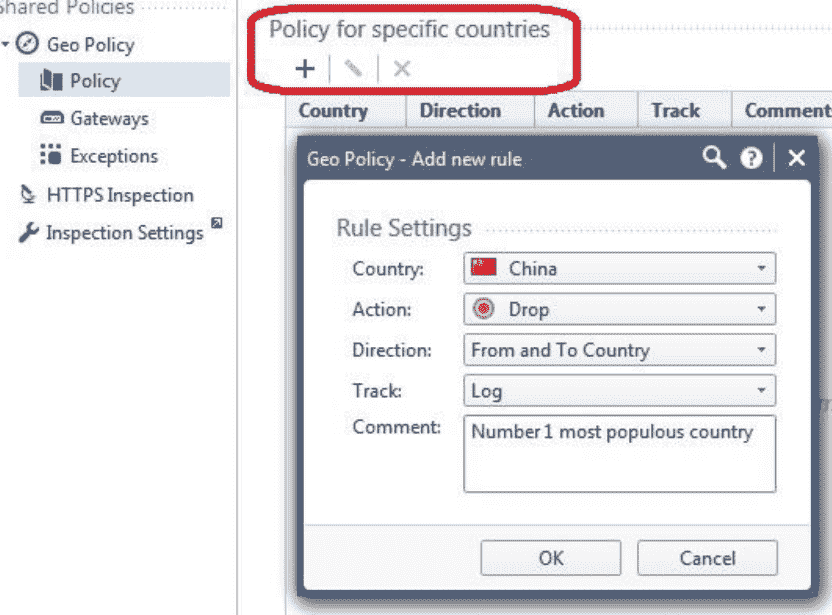 Shared Policies
Geo Policy
Policy
Gateways
Exceptions
HTTPS Inspection
Inspection Settings
Policy for specific countries
Country Direction Action Track Comment
Geo Policy - Add new rule
Rule Settings
Country: China
Action: Drop
Direction: From and To Country
Track: Log
Comment: Number1 most populous country
OK Cancel